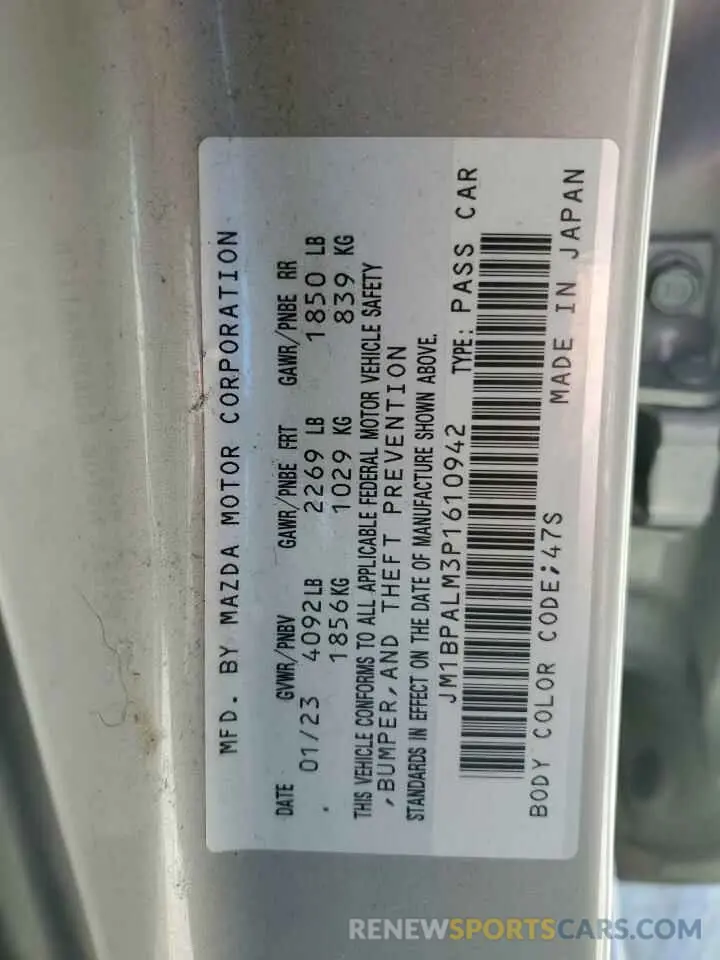 MFD. BY MAZDA MOTOR CORPORATION
DATE GVWR/PNBV GAWR/PNBE FRT GAWR/PNBE RR
01/23 4092LB 2269 LB 1850 LB
1856KG 1029 KG 839 KG
THIS VEHICLE CONFORMS TO ALL APPLICABLE FEDERAL MOTOR VEHICLE SAFETY
,BUMPER,AND THEFT PREVENTION
STANDARDS IN EFFECT ON THE DATE OF MANUFACTURE SHOWN ABOVE.
JM1BPALM3P1610942 TYPE: PASS CAR
BODY COLOR CODE;47S MADE IN JAPAN
RENEWSPORTSCARS.COM